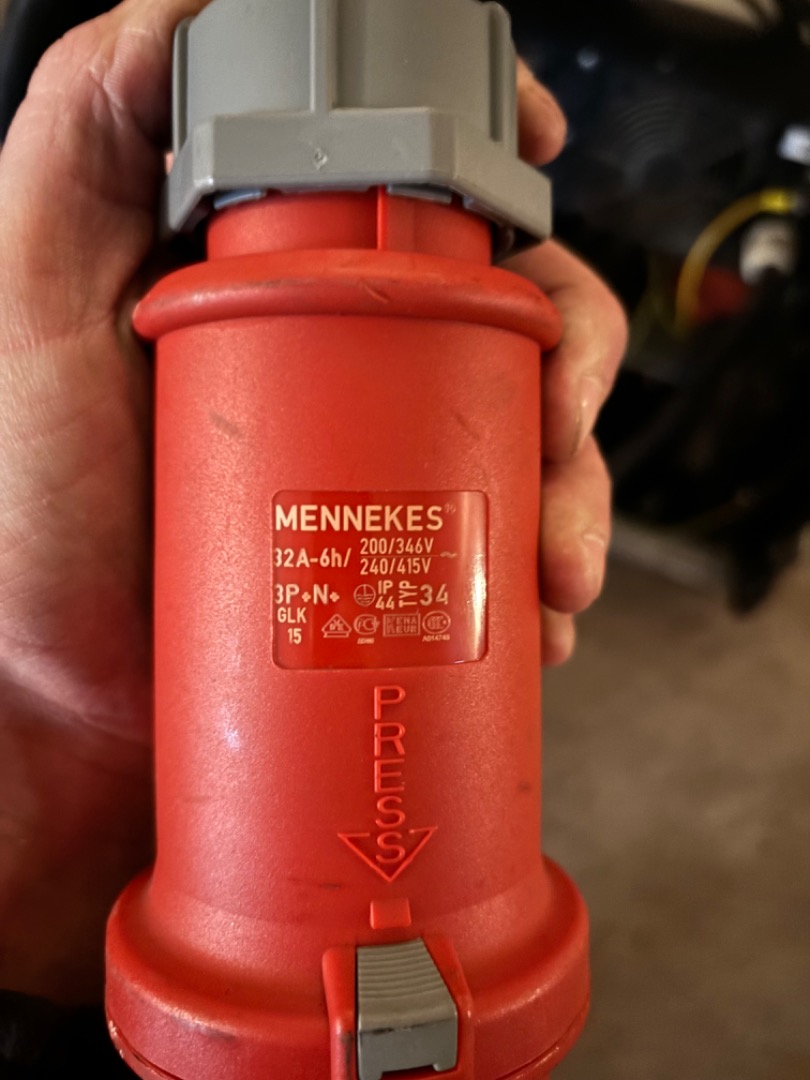 MENNEKES®
32A-6h/ 200/346V ~
240/415V
3P+N+ IP 44 TYP 34
GLK
15
PRESS